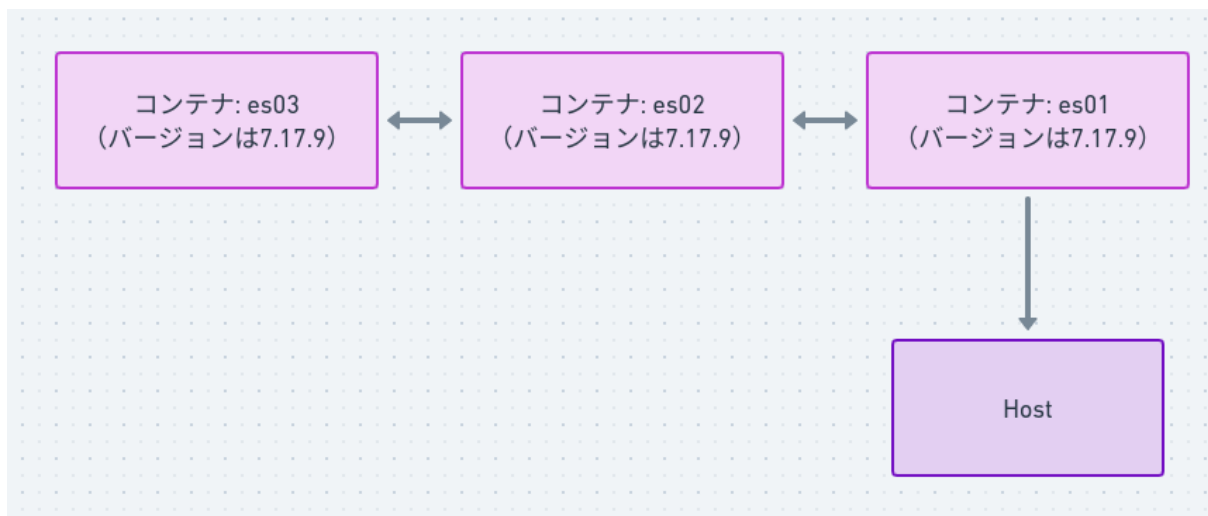 コンテナ: es03
（バージョンは7.17.9）
コンテナ: es02
（バージョンは7.17.9）
コンテナ: es01
（バージョンは7.17.9）
Host